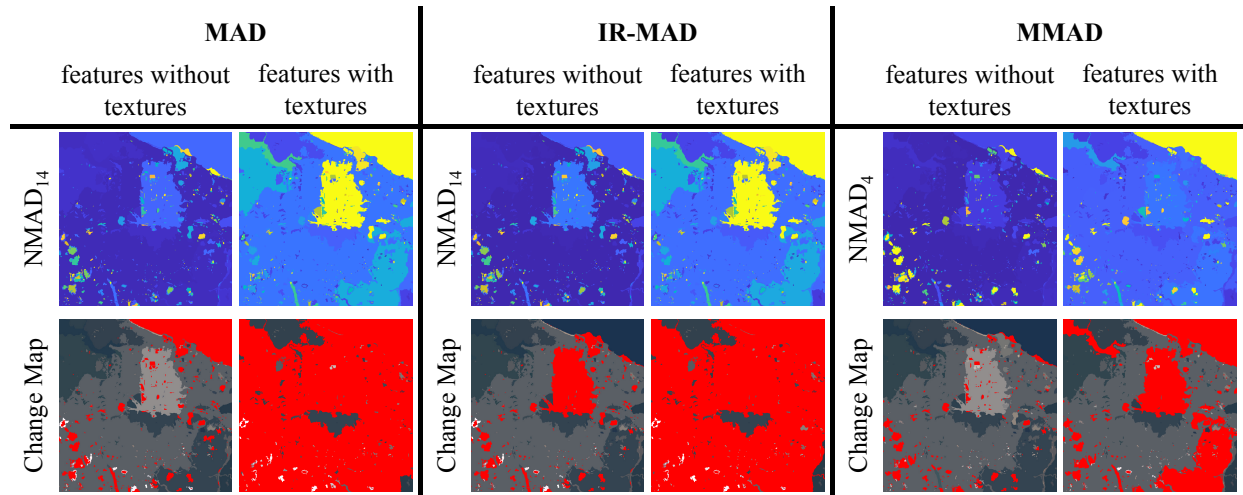 MAD
IR-MAD
MMAD
features without
textures
features with
textures
features without
textures
features with
textures
features without
textures
features with
textures
NMAD₁₄
NMAD₁₄
NMAD₄
Change Map
Change Map
Change Map